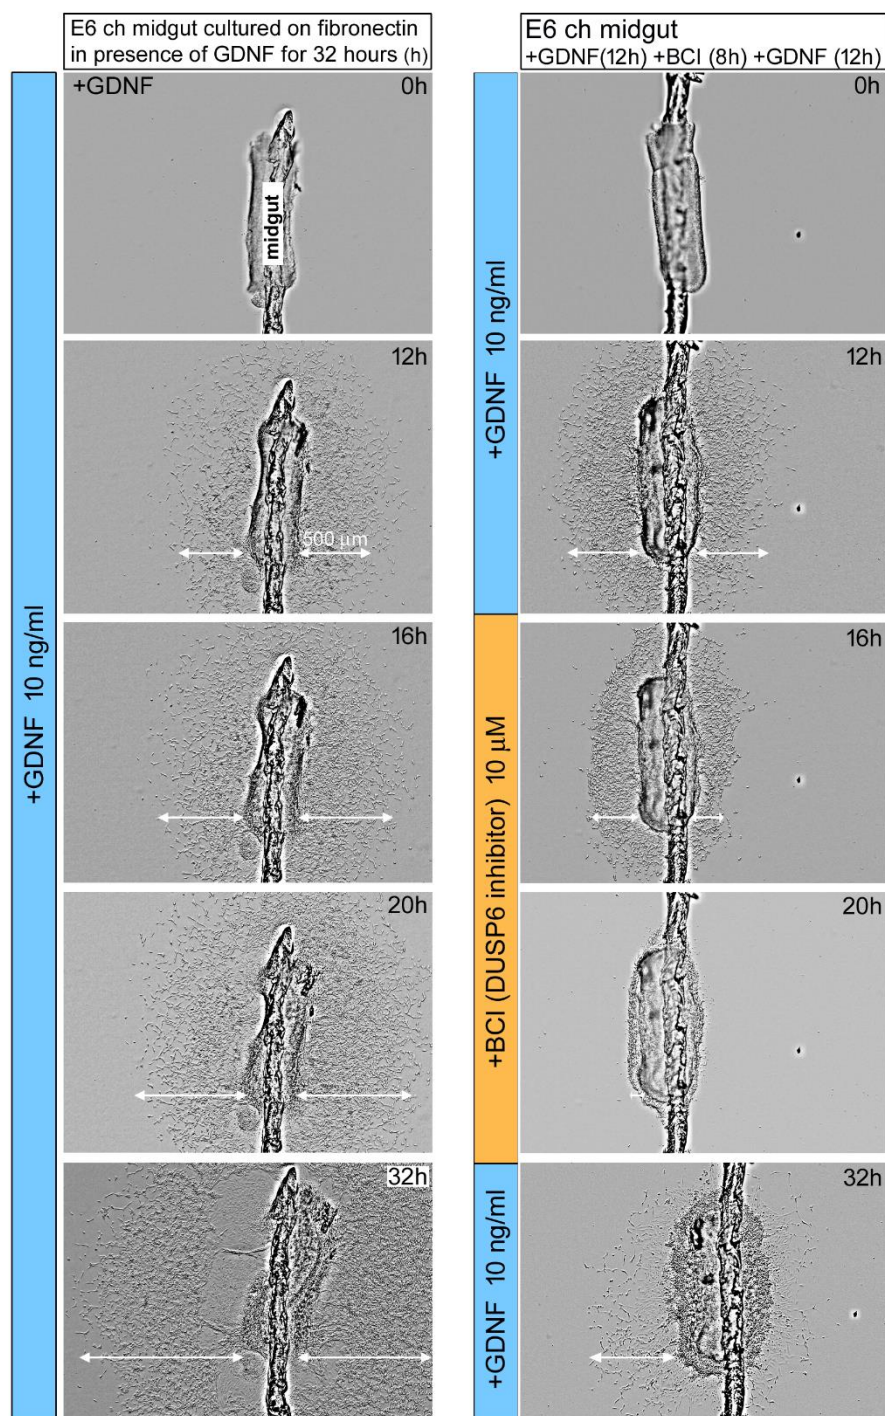 E6 ch midgut cultured on fibronectin
in presence of GDNF for 32 hours (h)
+GDNF 10 ng/ml
+GDNF
0h
midgut
12h
500 µm
16h
20h
32h
E6 ch midgut
+GDNF(12h) +BCI (8h) +GDNF (12h)
+GDNF 10 ng/ml
0h
12h
+BCI (DUSP6 inhibitor) 10 µM
16h
20h
+GDNF 10 ng/ml
32h